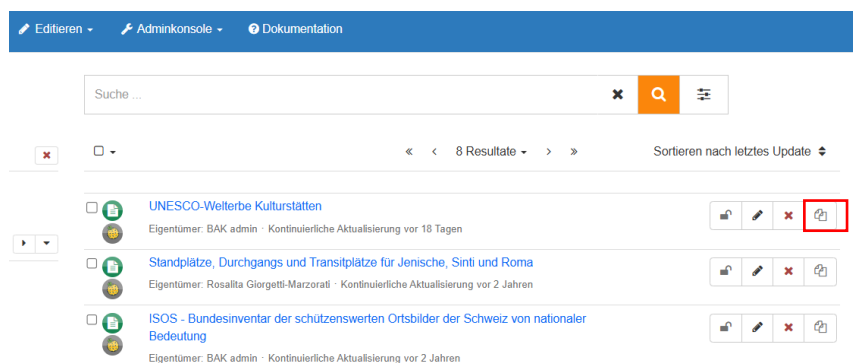 Editieren Adminkonsole Dokumentation
Suche ...
« ‹ 8 Resultate › » Sortieren nach letztes Update
UNESCO-Welterbe Kulturstätten
Eigentümer: BAK admin · Kontinuierliche Aktualisierung vor 18 Tagen
Standplätze, Durchgangs und Transitplätze für Jenische, Sinti und Roma
Eigentümer: Rosalita Giorgetti-Marzorati · Kontinuierliche Aktualisierung vor 2 Jahren
ISOS - Bundesinventar der schützenswerten Ortsbilder der Schweiz von nationaler
Bedeutung
Eigentümer: BAK admin · Kontinuierliche Aktualisierung vor 2 Jahren